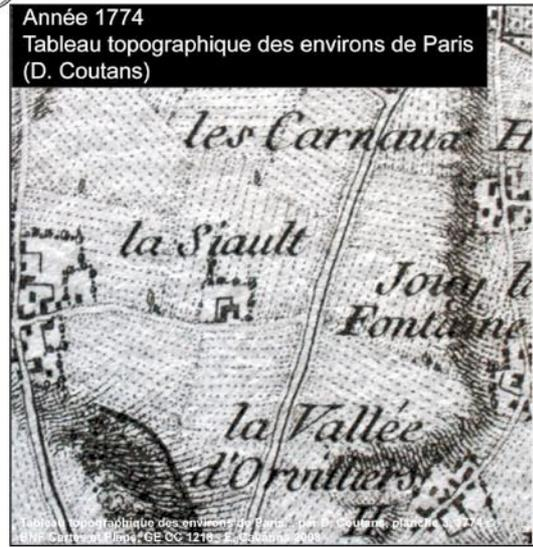 Année 1774
Tableau topographique des environs de Paris
(D. Coutans)
les Carnaux H
la Siault
Jouy la
Fontaine
la Vallée
d'Orvilliers
H
Tableau topographique des environs de Paris... par D. Coutans, planche 3, 1774 ©
BNF Cartes et Plans, GE CC 1218 - E. Cavanna 2008